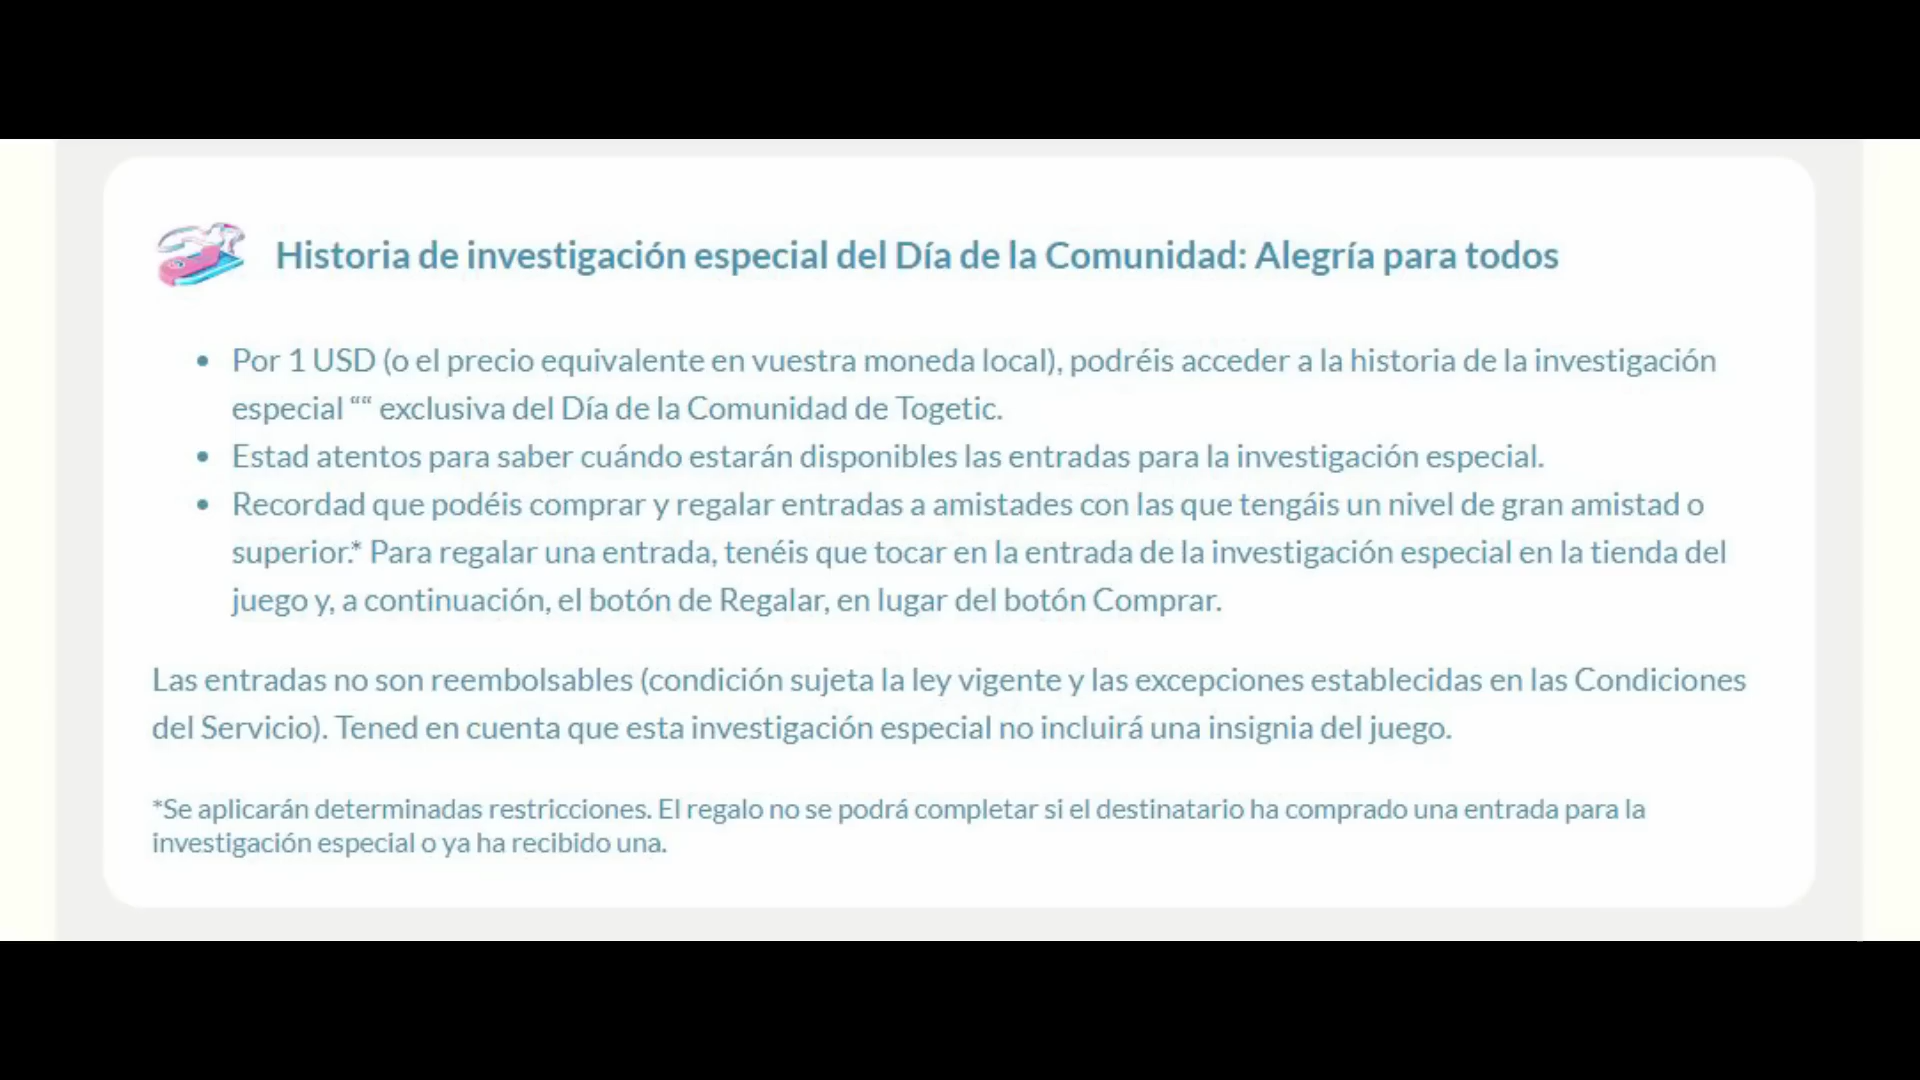 Historia de investigación especial del Día de la Comunidad: Alegría para todos
• Por 1 USD (o el precio equivalente en vuestra moneda local), podréis acceder a la historia de la investigación
especial ““ exclusiva del Día de la Comunidad de Togetic.
• Estad atentos para saber cuándo estarán disponibles las entradas para la investigación especial.
• Recordad que podéis comprar y regalar entradas a amistades con las que tengáis un nivel de gran amistad o
superior.* Para regalar una entrada, tenéis que tocar en la entrada de la investigación especial en la tienda del
juego y, a continuación, el botón de Regalar, en lugar del botón Comprar.
Las entradas no son reembolsables (condición sujeta la ley vigente y las excepciones establecidas en las Condiciones
del Servicio). Tened en cuenta que esta investigación especial no incluirá una insignia del juego.
*Se aplicarán determinadas restricciones. El regalo no se podrá completar si el destinatario ha comprado una entrada para la
investigación especial o ya ha recibido una.